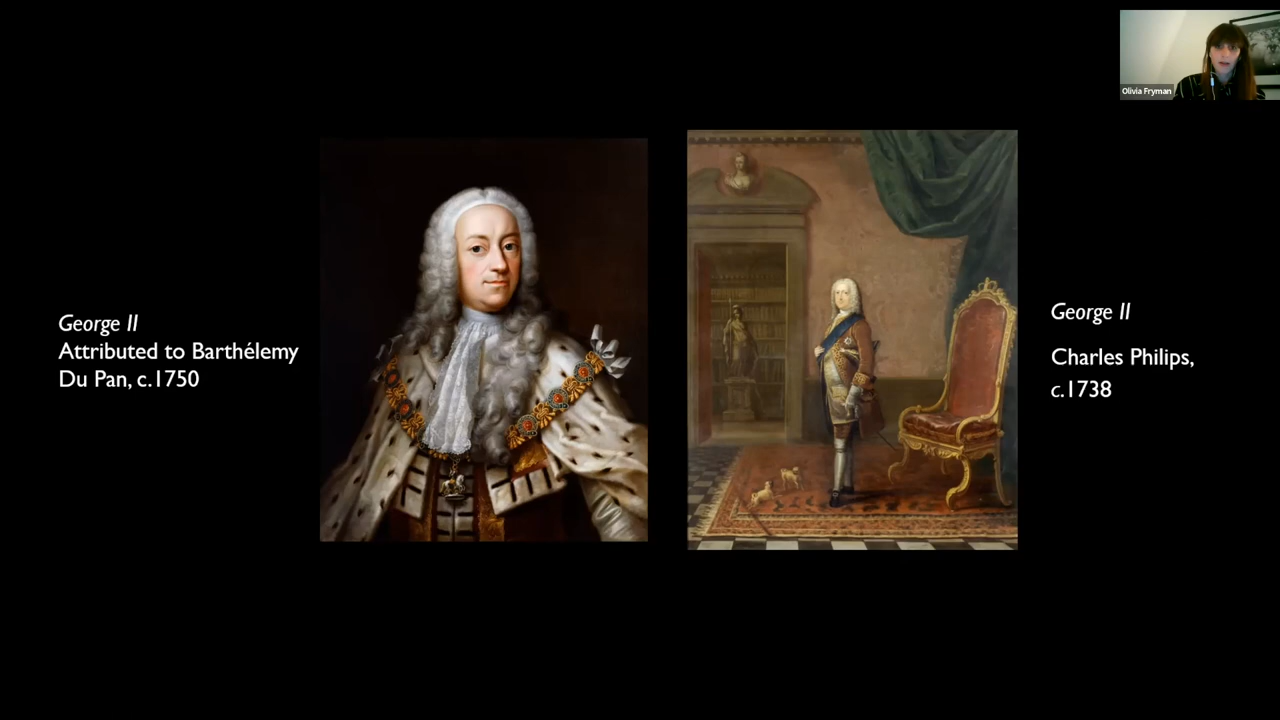 Olivia Fryman
George II
Attributed to Barthélemy
Du Pan, c.1750
George II
Charles Philips,
c.1738